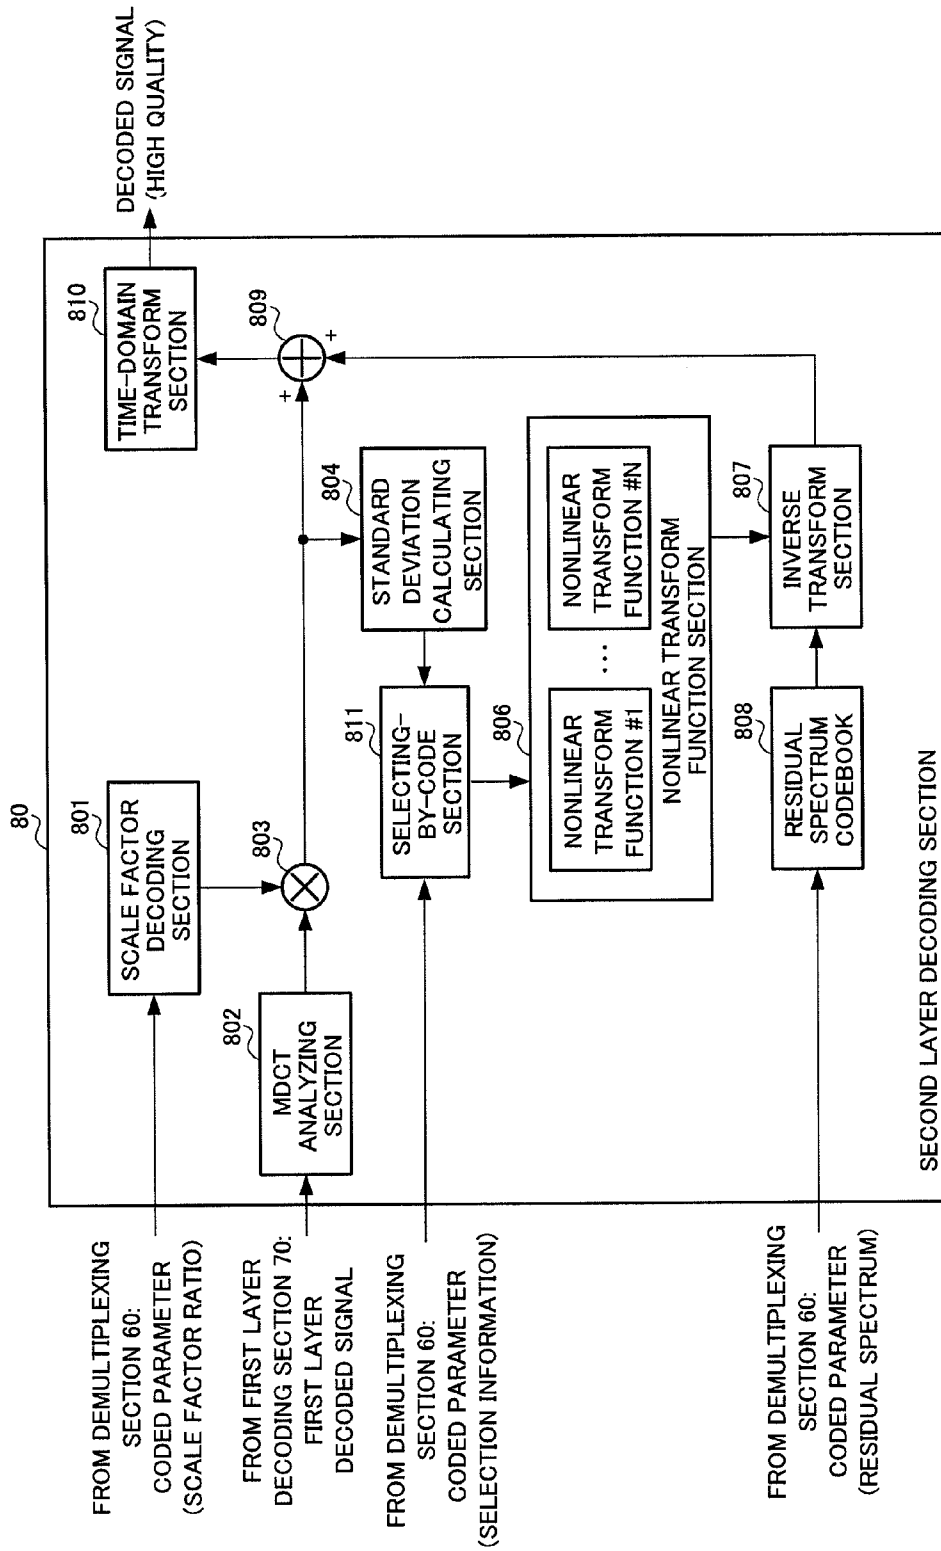 FROM DEMULTIPLEXING
SECTION 60:
CODED PARAMETER
(SCALE FACTOR RATIO)
FROM FIRST LAYER
DECODING SECTION 70:
FIRST LAYER
DECODED SIGNAL
FROM DEMULTIPLEXING
SECTION 60:
CODED PARAMETER
(SELECTION INFORMATION)
FROM DEMULTIPLEXING
SECTION 60:
CODED PARAMETER
(RESIDUAL SPECTRUM)
80
801
SCALE FACTOR
DECODING
SECTION
802
MDCT
ANALYZING
SECTION
803
804
STANDARD
DEVIATION
CALCULATING
SECTION
811
SELECTING-
BY-CODE
SECTION
806
NONLINEAR
TRANSFORM
FUNCTION #1
...
NONLINEAR
TRANSFORM
FUNCTION #N
NONLINEAR TRANSFORM
FUNCTION SECTION
808
RESIDUAL
SPECTRUM
CODEBOOK
807
INVERSE
TRANSFORM
SECTION
809
+
+
810
TIME-DOMAIN
TRANSFORM
SECTION
DECODED SIGNAL
(HIGH QUALITY)
SECOND LAYER DECODING SECTION